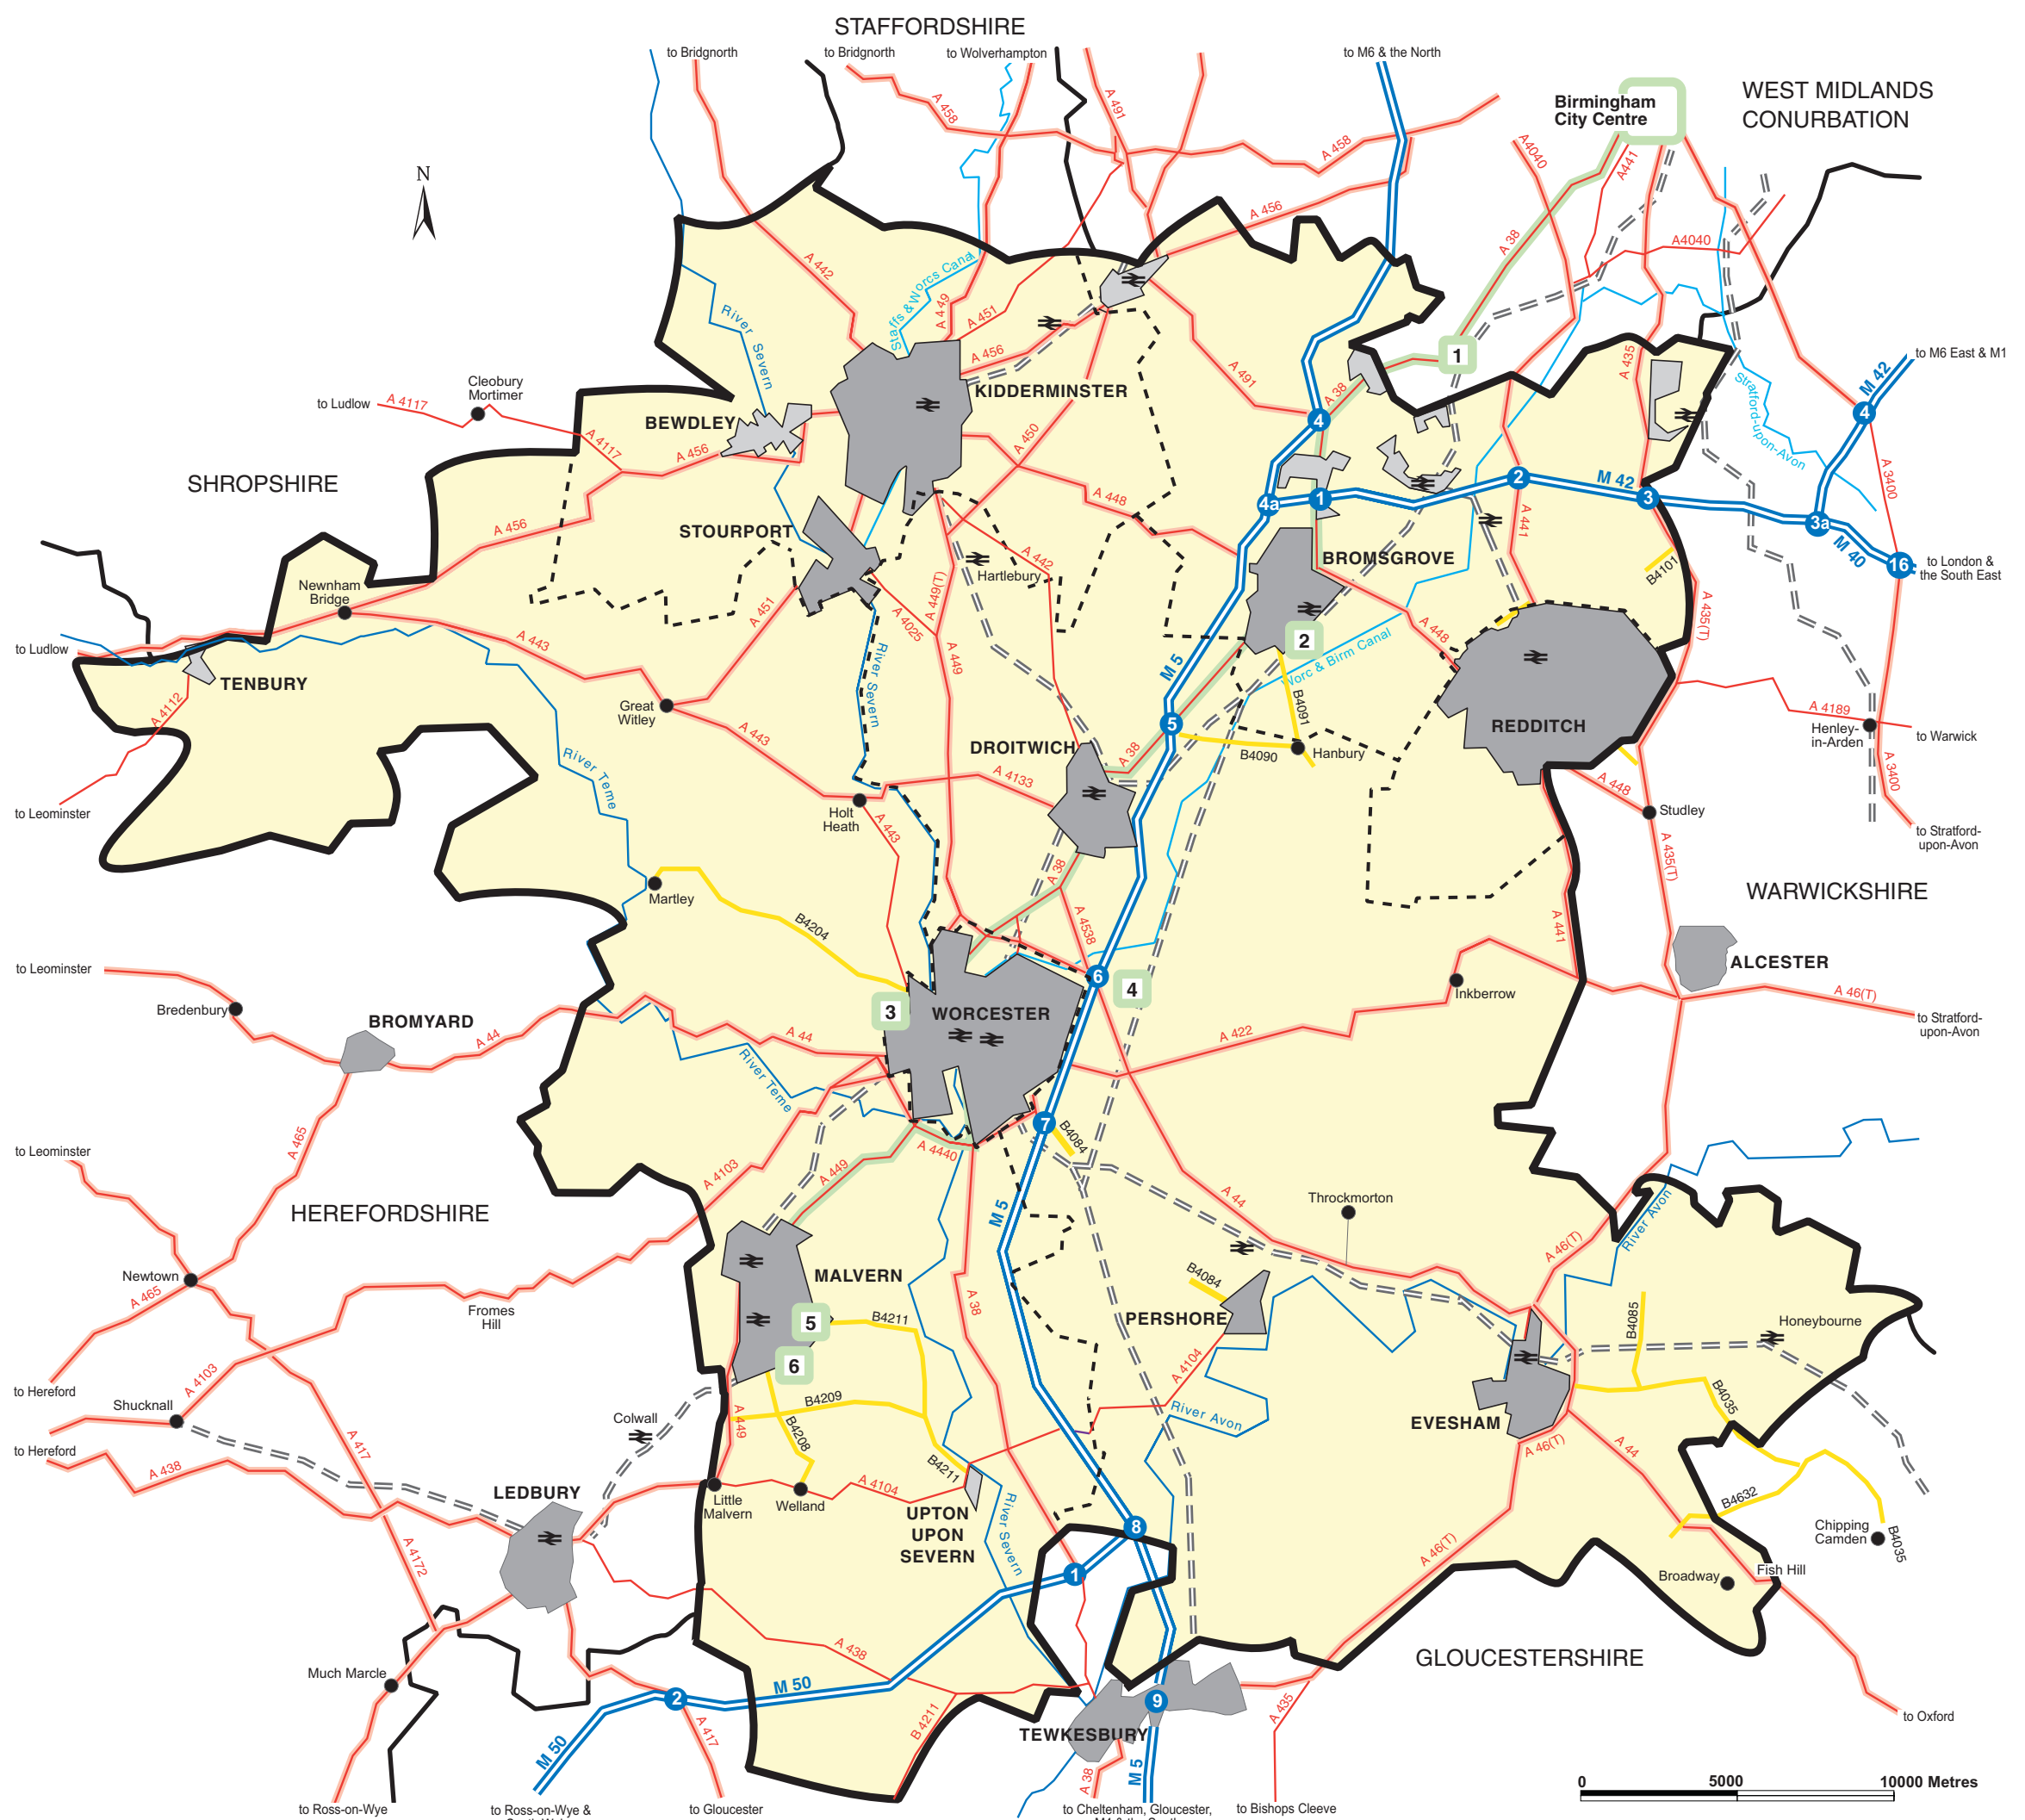 STAFFORDSHIRE
to Bridgnorth
to Bridgnorth
to Wolverhampton
to M6 & the North
WEST MIDLANDS
CONURBATION
Birmingham
City Centre
N
A 458
A 491
A 458
A4040
A441
A 456
A 38
A4040
A 442
Staffs & Worcs Canal
A 449
A 451
River Severn
A 456
A 491
A 38
1
A 435
to M6 East & M1
M 42
4
Stratford-upon-Avon
Cleobury
Mortimer
to Ludlow
A 4117
A 4117
KIDDERMINSTER
BEWDLEY
A 456
A 450
4
SHROPSHIRE
A 448
4a
1
2
M 42
3
A 3400
3a
M 40
16
to London &
the South East
A 456
STOURPORT
A 442
Hartlebury
BROMSGROVE
A 441
B4101
Newnham
Bridge
A 451
A 4025
A 449(T)
A 448
A 435(T)
to Ludlow
A 443
A 449
River Severn
2
Worc & Birm Canal
M 5
TENBURY
A 4112
Great
Witley
A 443
B4091
REDDITCH
A 4189
Henley-
in-Arden
to Warwick
DROITWICH
5
A 38
B4090
Hanbury
River Teme
A 4133
A 448
A 3400
to Leominster
Holt
Heath
A 443
Studley
to Stratford-
upon-Avon
A 38
A 435(T)
Martley
B4204
A 4538
A 441
WARWICKSHIRE
ALCESTER
to Leominster
Bredenbury
BROMYARD
A 44
6
4
Inkberrow
A 46(T)
to Stratford-
upon-Avon
3
WORCESTER
A 44
A 422
River Teme
7
B4084
A 465
to Leominster
A 4103
A 449
A 4440
HEREFORDSHIRE
M 5
A 44
Throckmorton
River Avon
A 46(T)
Newtown
A 465
MALVERN
B4084
PERSHORE
A 38
Fromes
Hill
5
B4211
B4085
Honeybourne
6
A 4104
to Hereford
A 4103
Shucknall
B4209
A 449
B4208
Colwall
River Avon
B4035
EVESHAM
to Hereford
A 438
A 417
B4211
A 46(T)
A 44
LEDBURY
Little
Malvern
Welland
A 4104
UPTON
UPON
SEVERN
River Severn
B4632
Chipping
Camden
B4035
8
A 4172
1
A 46(T)
Broadway
Fish Hill
A 438
GLOUCESTERSHIRE
Much Marcle
2
M 50
9
TEWKESBURY
B 4211
A 435
to Oxford
A 417
M 50
A 38
M 5
0
5000
10000 Metres
to Ross-on-Wye
to Ross-on-Wye &
to Gloucester
to Cheltenham, Gloucester,
to Bishops Cleeve